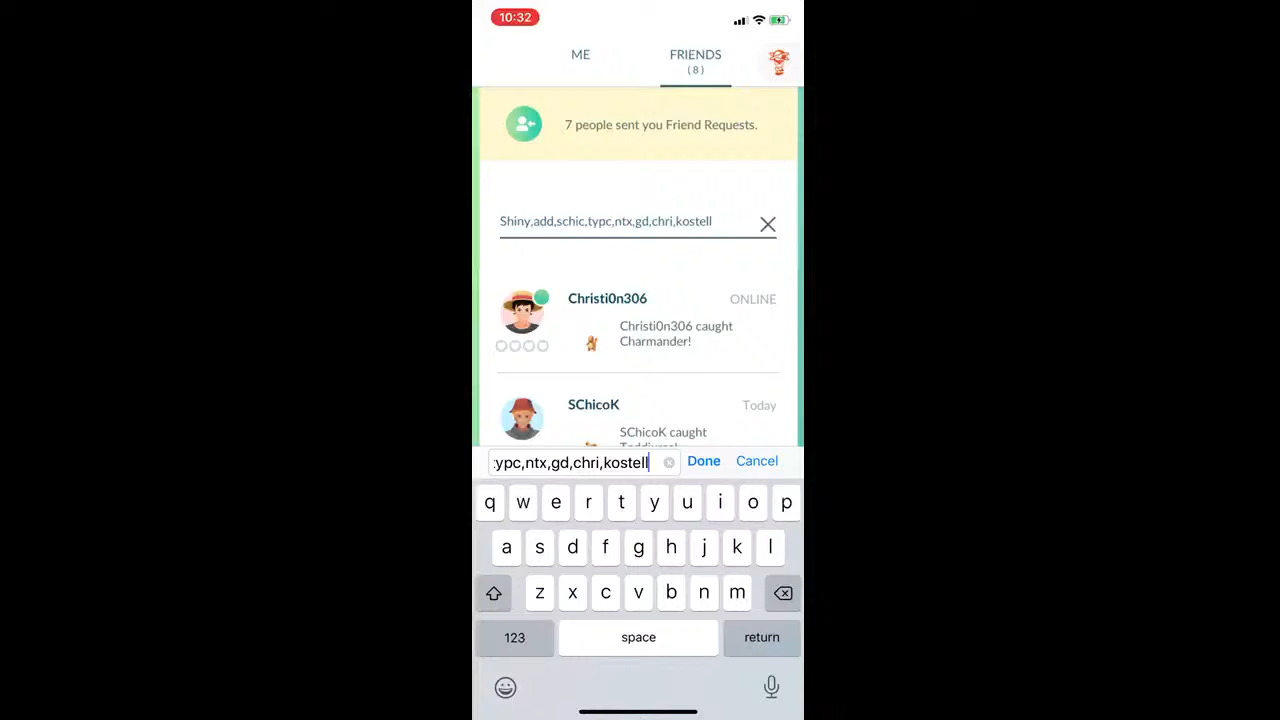 10:32
ME
FRIENDS
(8)
7 people sent you Friend Requests.
Shiny,add,schic,typc,ntx,gd,chri,kostell
Christi0n306
ONLINE
Christi0n306 caught
Charmander!
SChicoK
Today
SChicoK caught
typc,ntx,gd,chri,kostell
Done
Cancel
q w e r t y u i o p
a s d f g h j k l
z x c v b n m
123
space
return